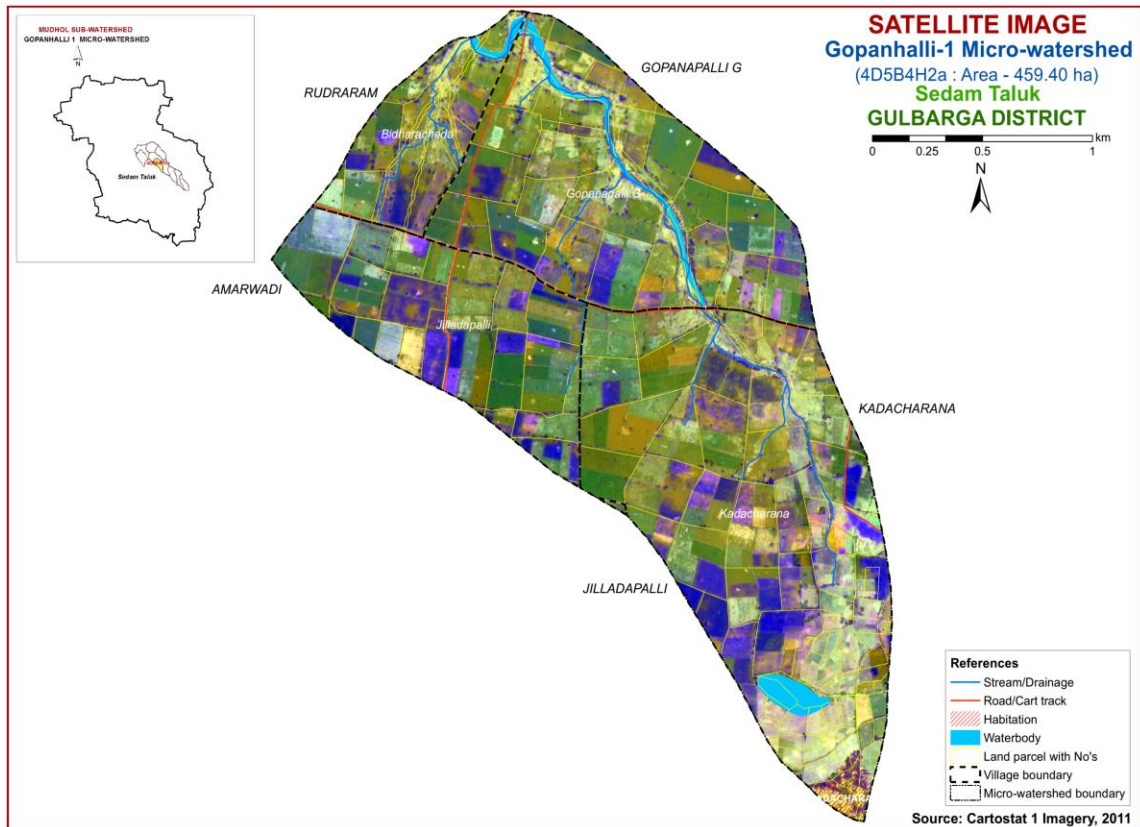 MUDHOL SUB-WATERSHED
GOPANHALLI 1 MICRO-WATERSHED
N
Sedam Taluk
SATELLITE IMAGE
Gopanhalli-1 Micro-watershed
(4D5B4H2a : Area - 459.40 ha)
Sedam Taluk
GULBARGA DISTRICT
km
0 0.25 0.5 1
N
GOPANAPALLI G
RUDRARAM
Bidharacheda
Gopanapalli G
AMARWADI
Jilladapalli
KADACHARANA
Kadacharana
JILLADAPALLI
References
Stream/Drainage
Road/Cart track
Habitation
Waterbody
Land parcel with No's
Village boundary
Micro-watershed boundary
Source: Cartostat 1 Imagery, 2011